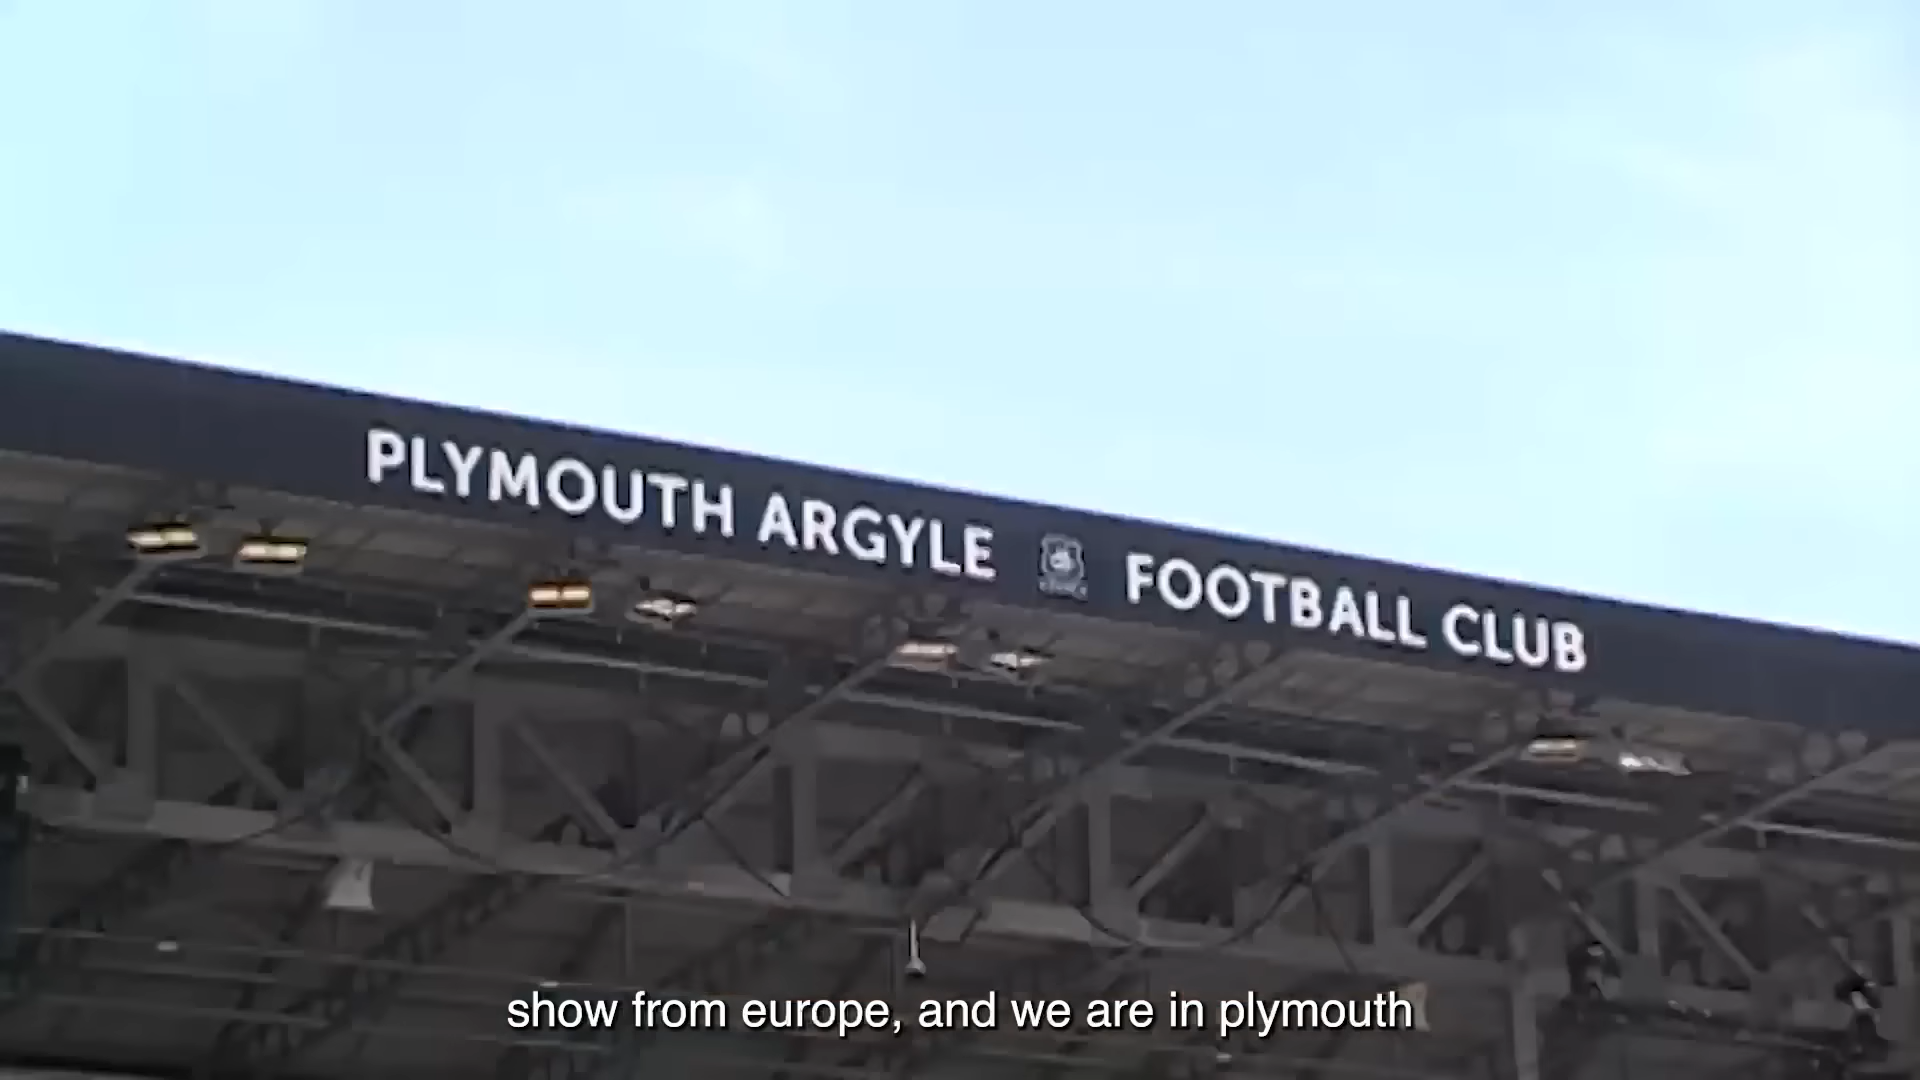 PLYMOUTH ARGYLE FOOTBALL CLUB
show from europe, and we are in plymouth